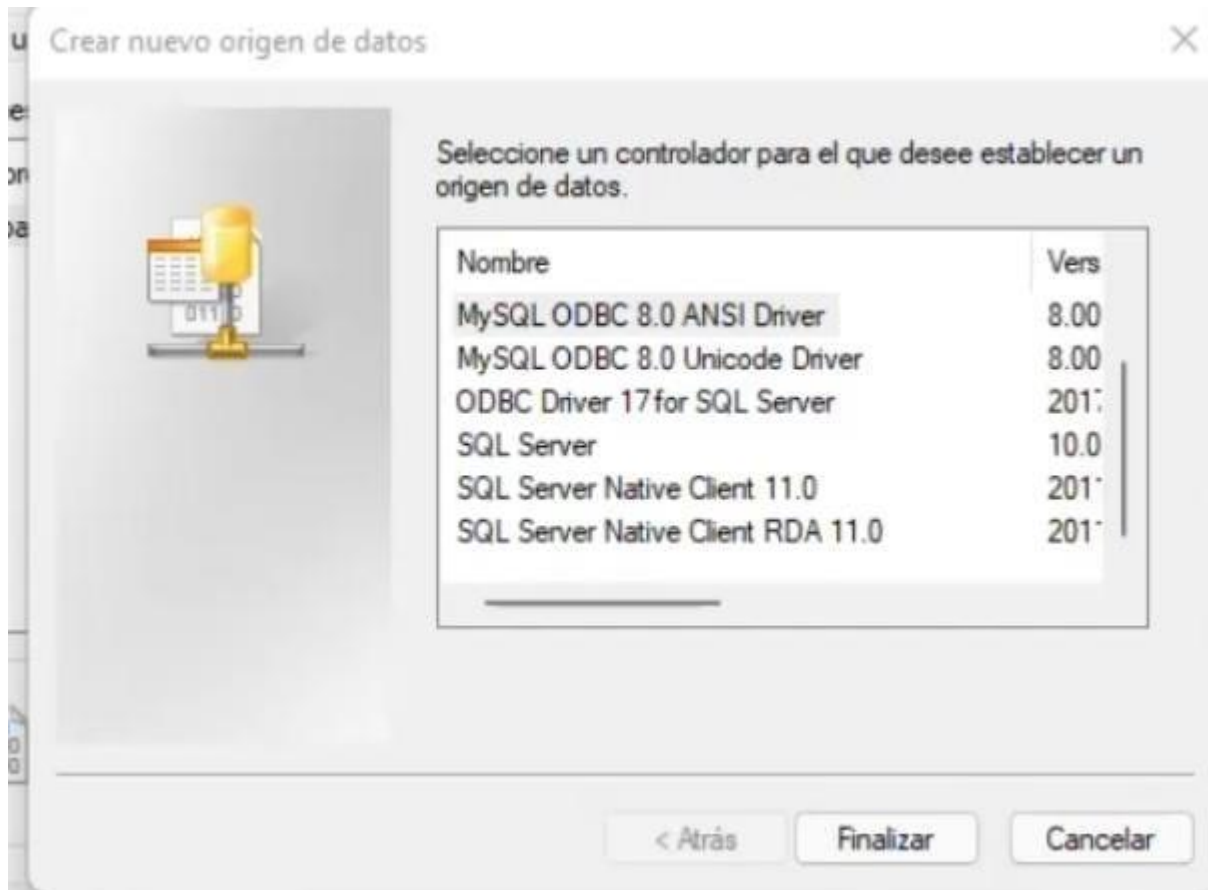 Crear nuevo origen de datos
Seleccione un controlador para el que desee establecer un
origen de datos.
Nombre Vers
MySQL ODBC 8.0 ANSI Driver 8.00
MySQL ODBC 8.0 Unicode Driver 8.00
ODBC Driver 17 for SQL Server 201
SQL Server 10.0
SQL Server Native Client 11.0 201
SQL Server Native Client RDA 11.0 201
< Atrás Finalizar Cancelar